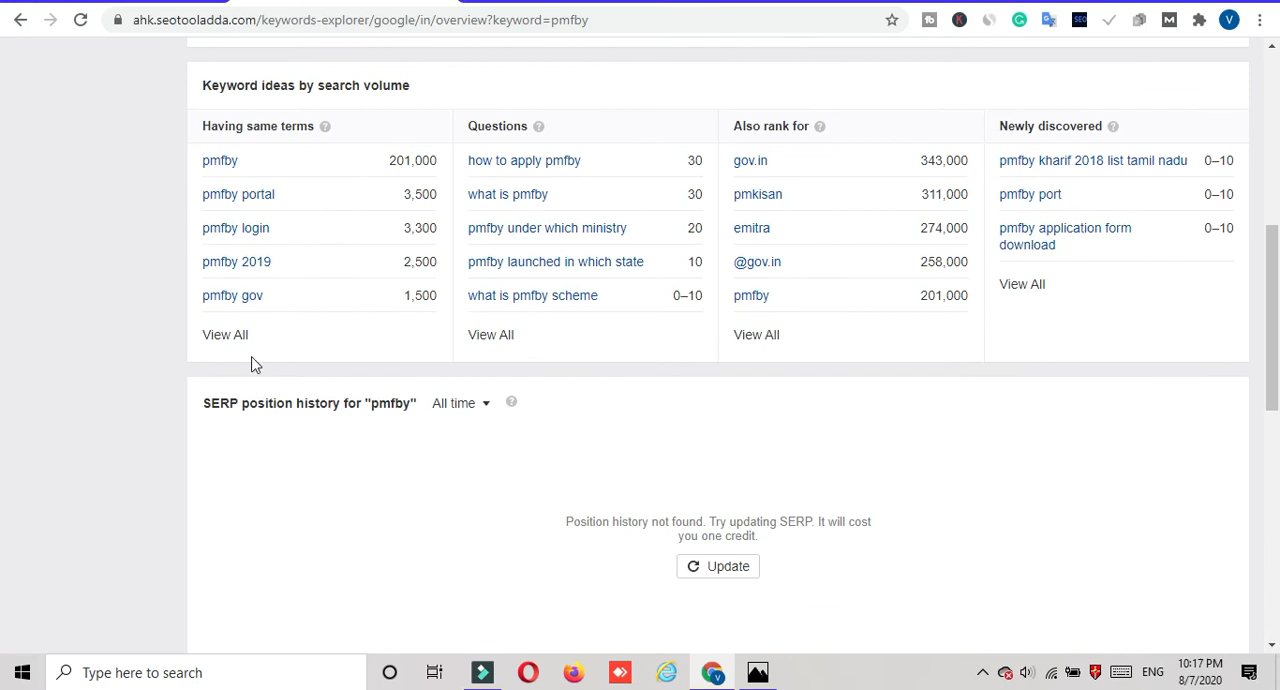 ahk.seotooladda.com/keywords-explorer/google/in/overview?keyword=pmfby
Keyword ideas by search volume
Having same terms
pmfby 201,000
pmfby portal 3,500
pmfby login 3,300
pmfby 2019 2,500
pmfby gov 1,500
View All
Questions
how to apply pmfby 30
what is pmfby 30
pmfby under which ministry 20
pmfby launched in which state 10
what is pmfby scheme 0–10
View All
Also rank for
gov.in 343,000
pmkisan 311,000
emitra 274,000
@gov.in 258,000
pmfby 201,000
View All
Newly discovered
pmfby kharif 2018 list tamil nadu 0–10
pmfby port 0–10
pmfby application form 0–10
download
View All
SERP position history for "pmfby" All time
Position history not found. Try updating SERP. It will cost
you one credit.
Update
Type here to search
ENG
10:17 PM
8/7/2020